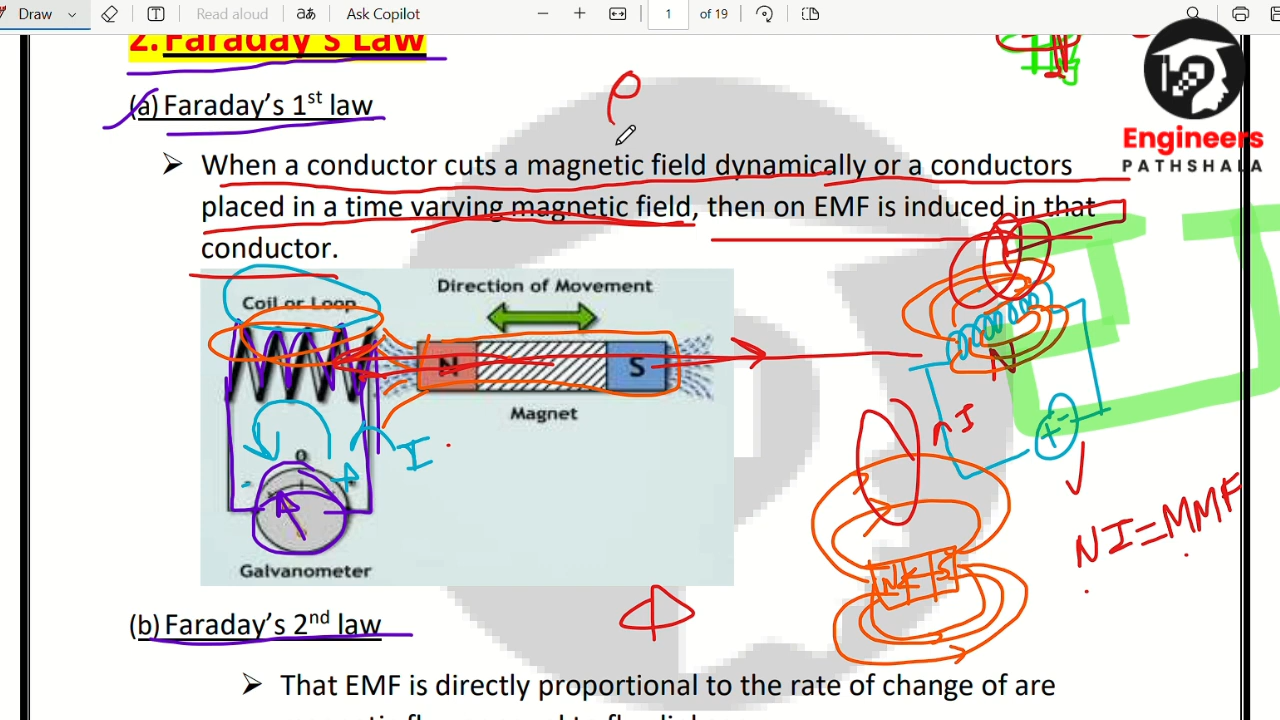 Draw
Read aloud
aあ
Ask Copilot
1 of 19
2. Faraday's Law
(a) Faraday's 1st law
Engineers
PATHSHALA
➤ When a conductor cuts a magnetic field dynamically or a conductors
placed in a time varying magnetic field, then on EMF is induced in that
conductor.
Coil or Loop
Direction of Movement
N
S
Magnet
I
nI
N
O
- +
+ -
NI=MMF
N S
Galvanometer
Φ
(b) Faraday's 2nd law
➤ That EMF is directly proportional to the rate of change of are